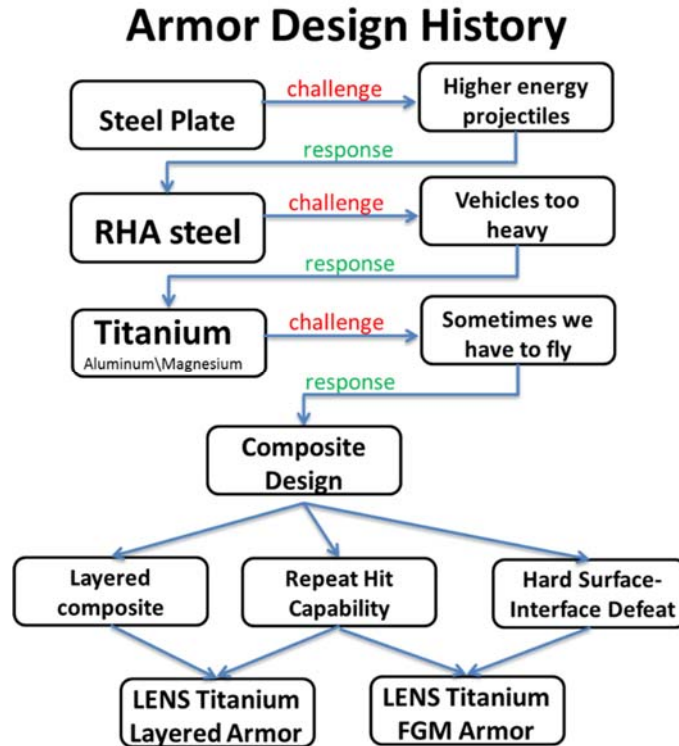 Armor Design History
challenge
Steel Plate
Higher energy
projectiles
response
RHA steel
challenge
Vehicles too
heavy
response
Titanium
Aluminum\Magnesium
challenge
Sometimes we
have to fly
response
Composite
Design
Layered
composite
Repeat Hit
Capability
Hard Surface-
Interface Defeat
LENS Titanium
Layered Armor
LENS Titanium
FGM Armor